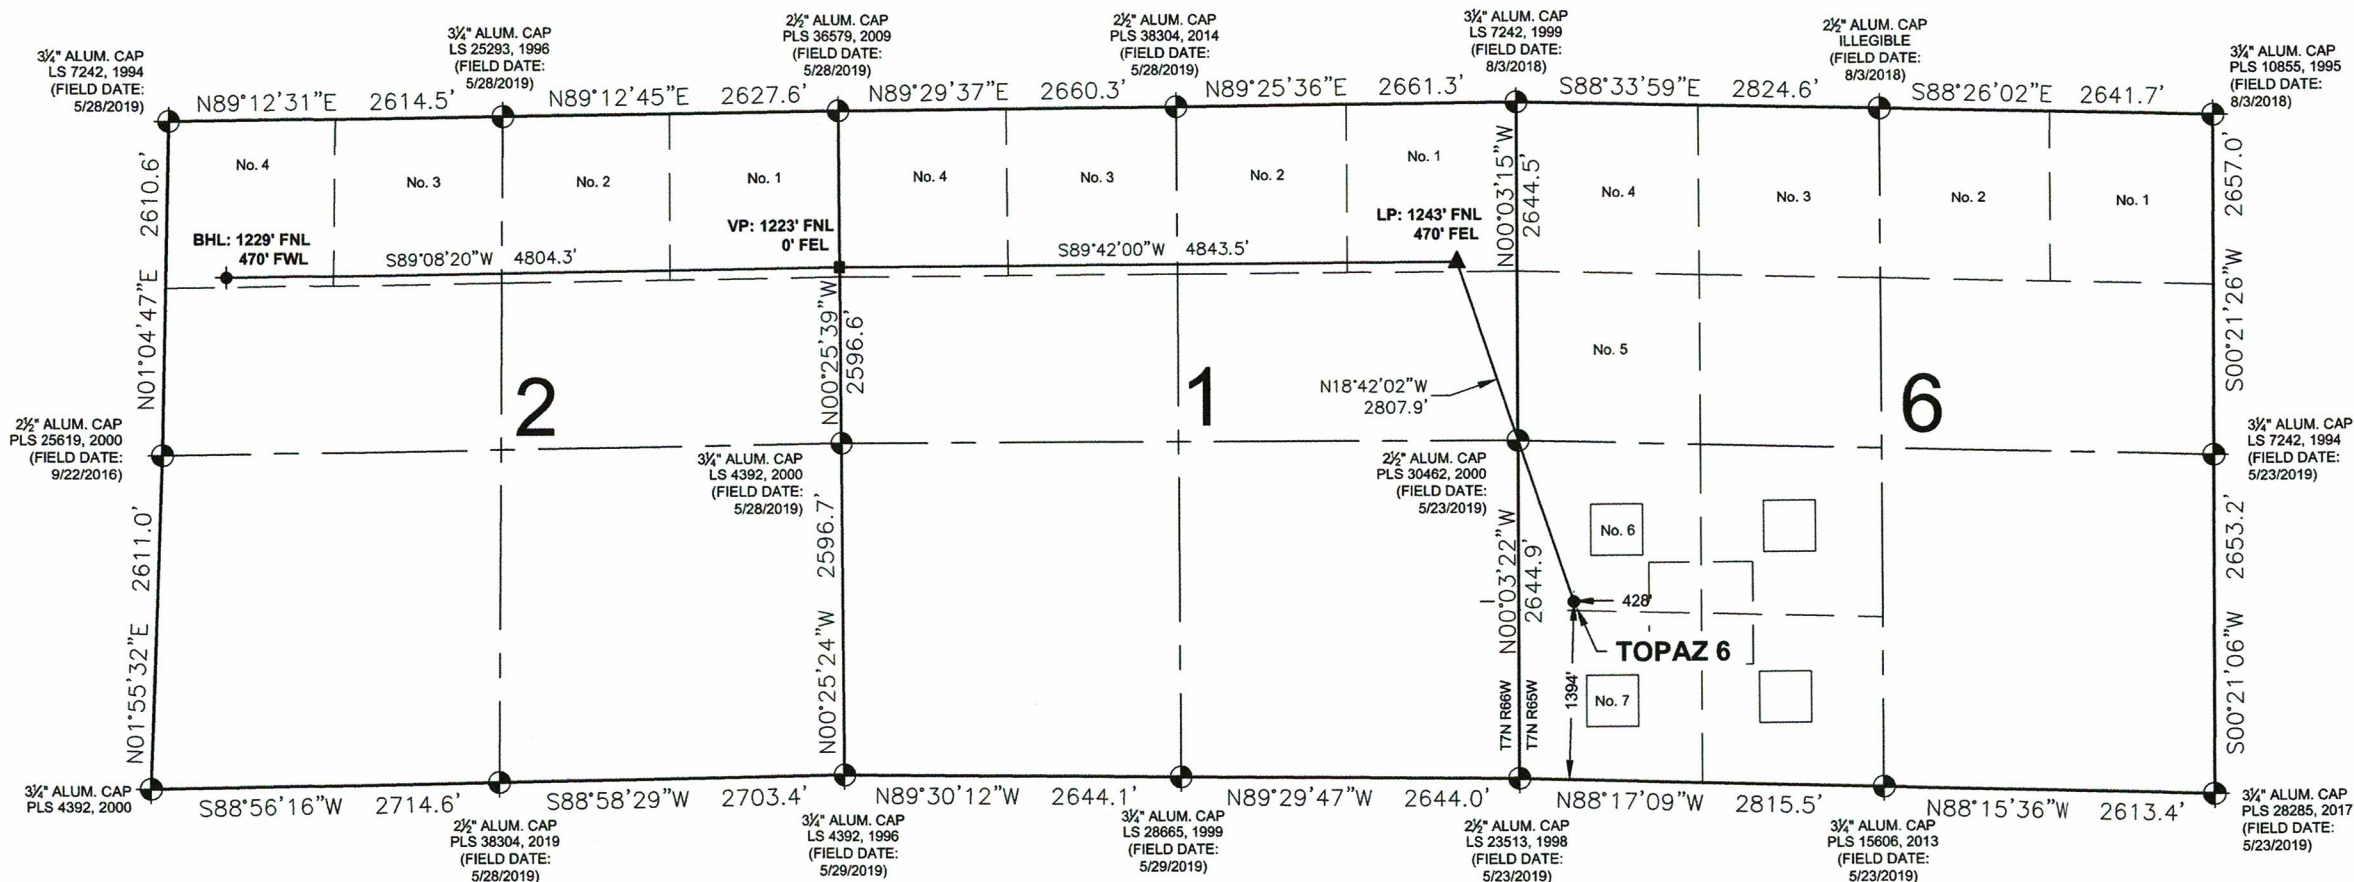 2½" ALUM. CAP
PLS 36579, 2009
(FIELD DATE:
5/28/2019)
2½" ALUM. CAP
PLS 38304, 2014
(FIELD DATE:
5/28/2019)
3¼" ALUM. CAP
LS 7242, 1999
(FIELD DATE:
8/3/2018)
2½" ALUM. CAP
ILLEGIBLE
(FIELD DATE:
8/3/2018)
3¼" ALUM. CAP
LS 25293, 1996
(FIELD DATE:
5/28/2019)
3¼" ALUM. CAP
LS 7242, 1994
(FIELD DATE:
5/28/2019)
3¼" ALUM. CAP
PLS 10855, 1995
(FIELD DATE:
8/3/2018)
N89°12'31"E 2614.5'
N89°12'45"E 2627.6'
N89°29'37"E 2660.3'
N89°25'36"E 2661.3'
S88°33'59"E 2824.6'
S88°26'02"E 2641.7'
No. 4
No. 3
No. 2
No. 1
No. 4
No. 3
No. 2
No. 1
No. 4
No. 3
No. 2
No. 1
N01°04'47"E 2610.6'
N00°03'15"W
2644.5'
S00°21'26"W 2657.0'
BHL: 1229' FNL
470' FWL
S89°08'20"W 4804.3'
VP: 1223' FNL
0' FEL
S89°42'00"W 4843.5'
LP: 1243' FNL
470' FEL
N00°25'39"W
2596.6'
No. 5
N18°42'02"W
2807.9'
2
1
6
2½" ALUM. CAP
PLS 25619, 2000
(FIELD DATE:
9/22/2016)
3¼" ALUM. CAP
LS 4392, 2000
(FIELD DATE:
5/28/2019)
2½" ALUM. CAP
PLS 30462, 2000
(FIELD DATE:
5/23/2019)
3¼" ALUM. CAP
LS 7242, 1994
(FIELD DATE:
5/23/2019)
N01°55'32"E 2611.0'
N00°25'24"W 2596.7'
N00°03'22"W
2644.9'
S00°21'06"W 2653.2'
No. 6
428'
TOPAZ 6
1394'
No. 7
T7N R66W
T7N R65W
3¼" ALUM. CAP
PLS 4392, 2000
S88°56'16"W 2714.6'
S88°58'29"W 2703.4'
N89°30'12"W 2644.1'
N89°29'47"W 2644.0'
N88°17'09"W 2815.5'
N88°15'36"W 2613.4'
3¼" ALUM. CAP
PLS 28285, 2017
(FIELD DATE:
5/23/2019)
2½" ALUM. CAP
PLS 38304, 2019
(FIELD DATE:
5/28/2019)
3¼" ALUM. CAP
LS 4392, 1996
(FIELD DATE:
5/29/2019)
3¼" ALUM. CAP
LS 28665, 1999
(FIELD DATE:
5/29/2019)
2½" ALUM. CAP
LS 23513, 1998
(FIELD DATE:
5/23/2019)
3¼" ALUM. CAP
PLS 15606, 2013
(FIELD DATE:
5/23/2019)